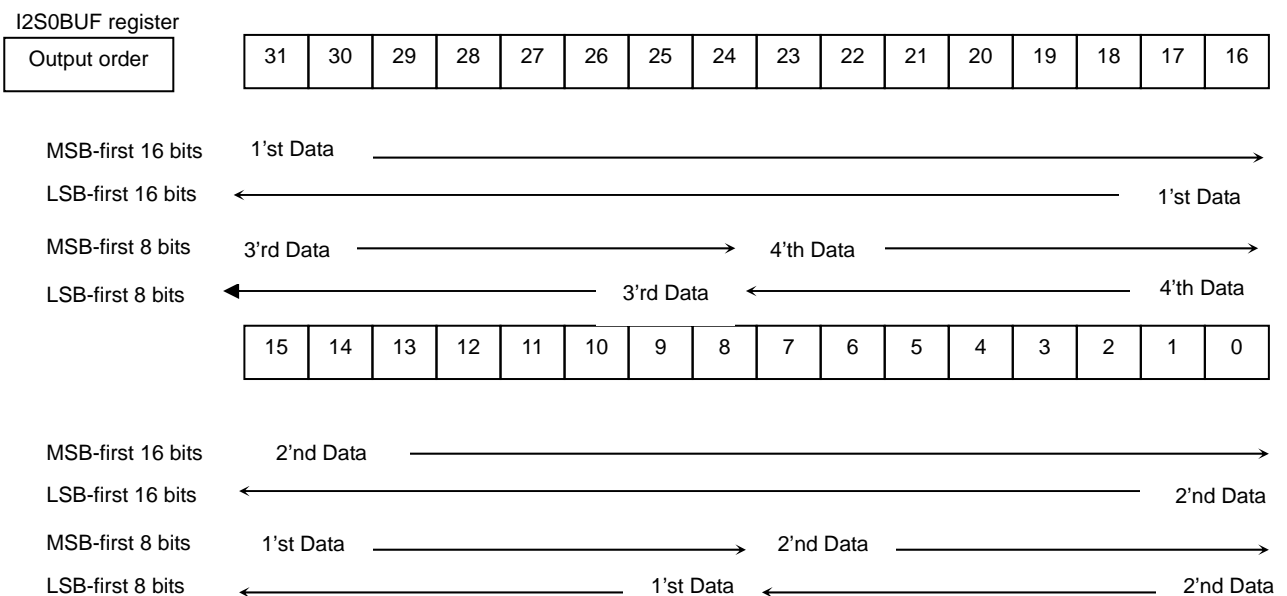 I2S0BUF register
Output order
31 30 29 28 27 26 25 24 23 22 21 20 19 18 17 16
MSB-first 16 bits 1’st Data
LSB-first 16 bits 1’st Data
MSB-first 8 bits 3’rd Data 4’th Data
LSB-first 8 bits 3’rd Data 4’th Data
15 14 13 12 11 10 9 8 7 6 5 4 3 2 1 0
MSB-first 16 bits 2’nd Data
LSB-first 16 bits 2’nd Data
MSB-first 8 bits 1’st Data 2’nd Data
LSB-first 8 bits 1’st Data 2’nd Data